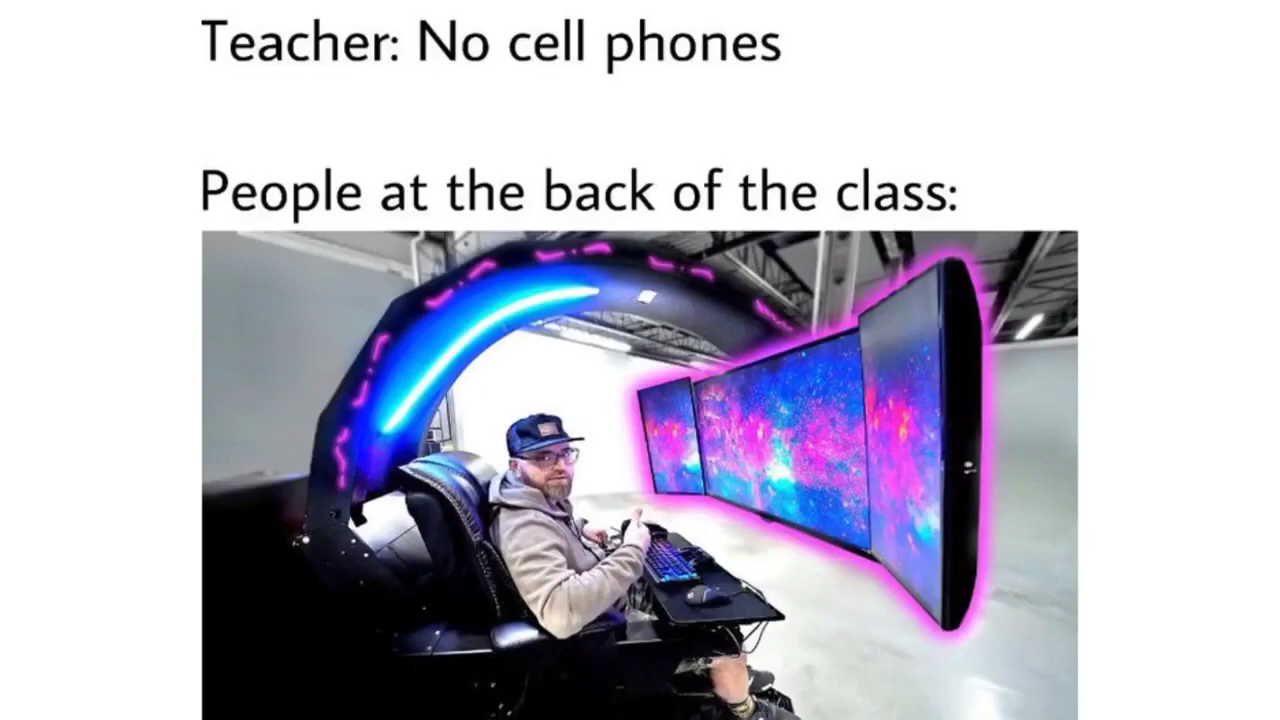 Teacher: No cell phones
People at the back of the class: